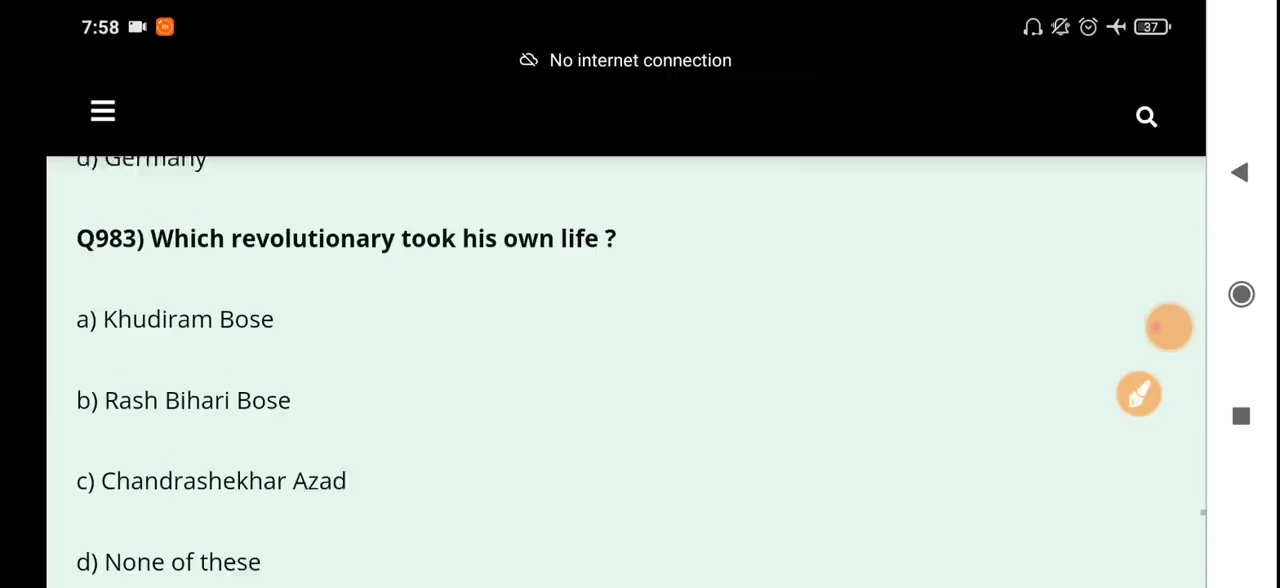 7:58
37
No internet connection
d) Germany
Q983) Which revolutionary took his own life ?
a) Khudiram Bose
b) Rash Bihari Bose
c) Chandrashekhar Azad
d) None of these